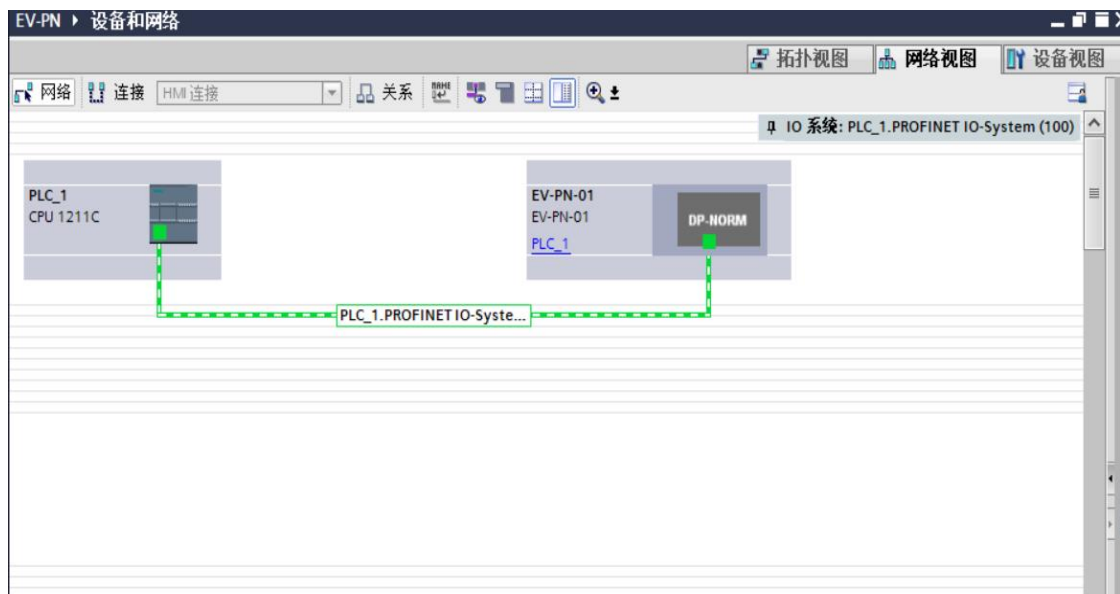 EV-PN ▸ 设备和网络
拓扑视图 网络视图 设备视图
网络 连接 HMI 连接 关系
IO 系统: PLC_1.PROFINET IO-System (100)
PLC_1
CPU 1211C
EV-PN-01
EV-PN-01
PLC_1
DP-NORM
PLC_1.PROFINET IO-Syste...